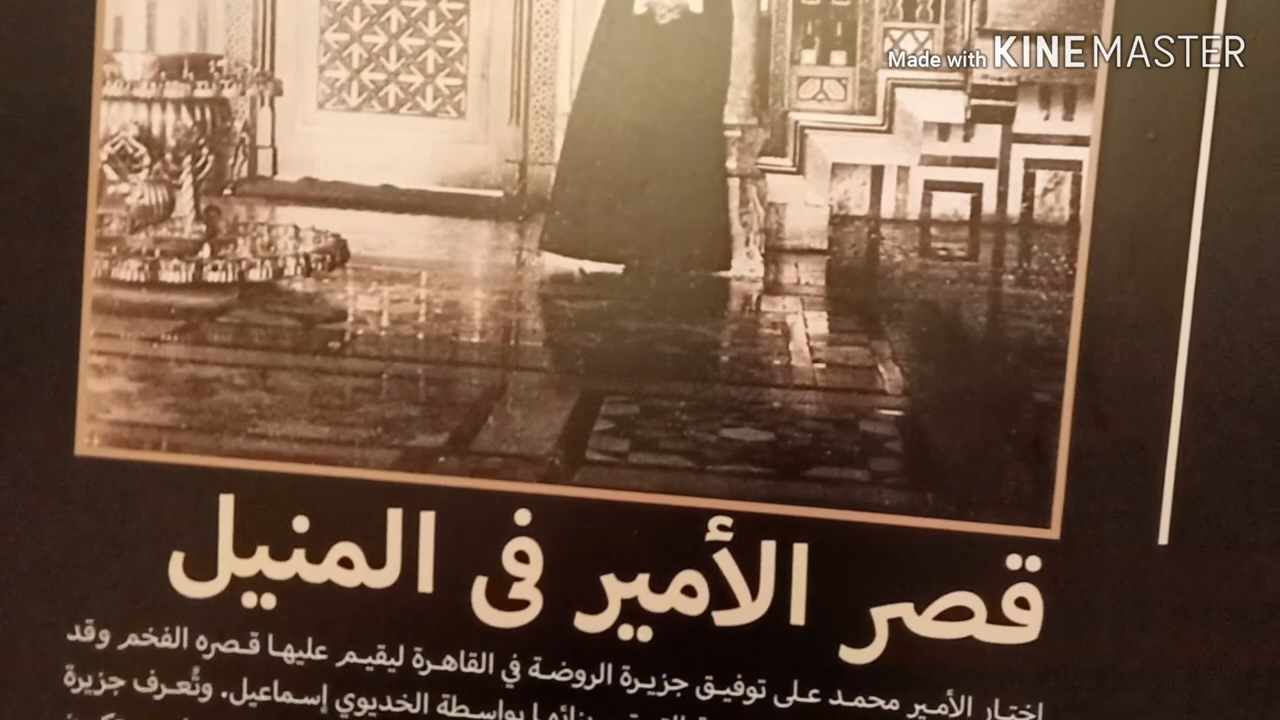 Made with KINEMASTER
قصر الأمير فى المنيل
اختار الأمير محمد على توفيق جزيرة الروضة في القاهرة ليقيم عليها قصره الفخم وقد
بواسطة الخديوي إسماعيل. وتُعرف جزيرة